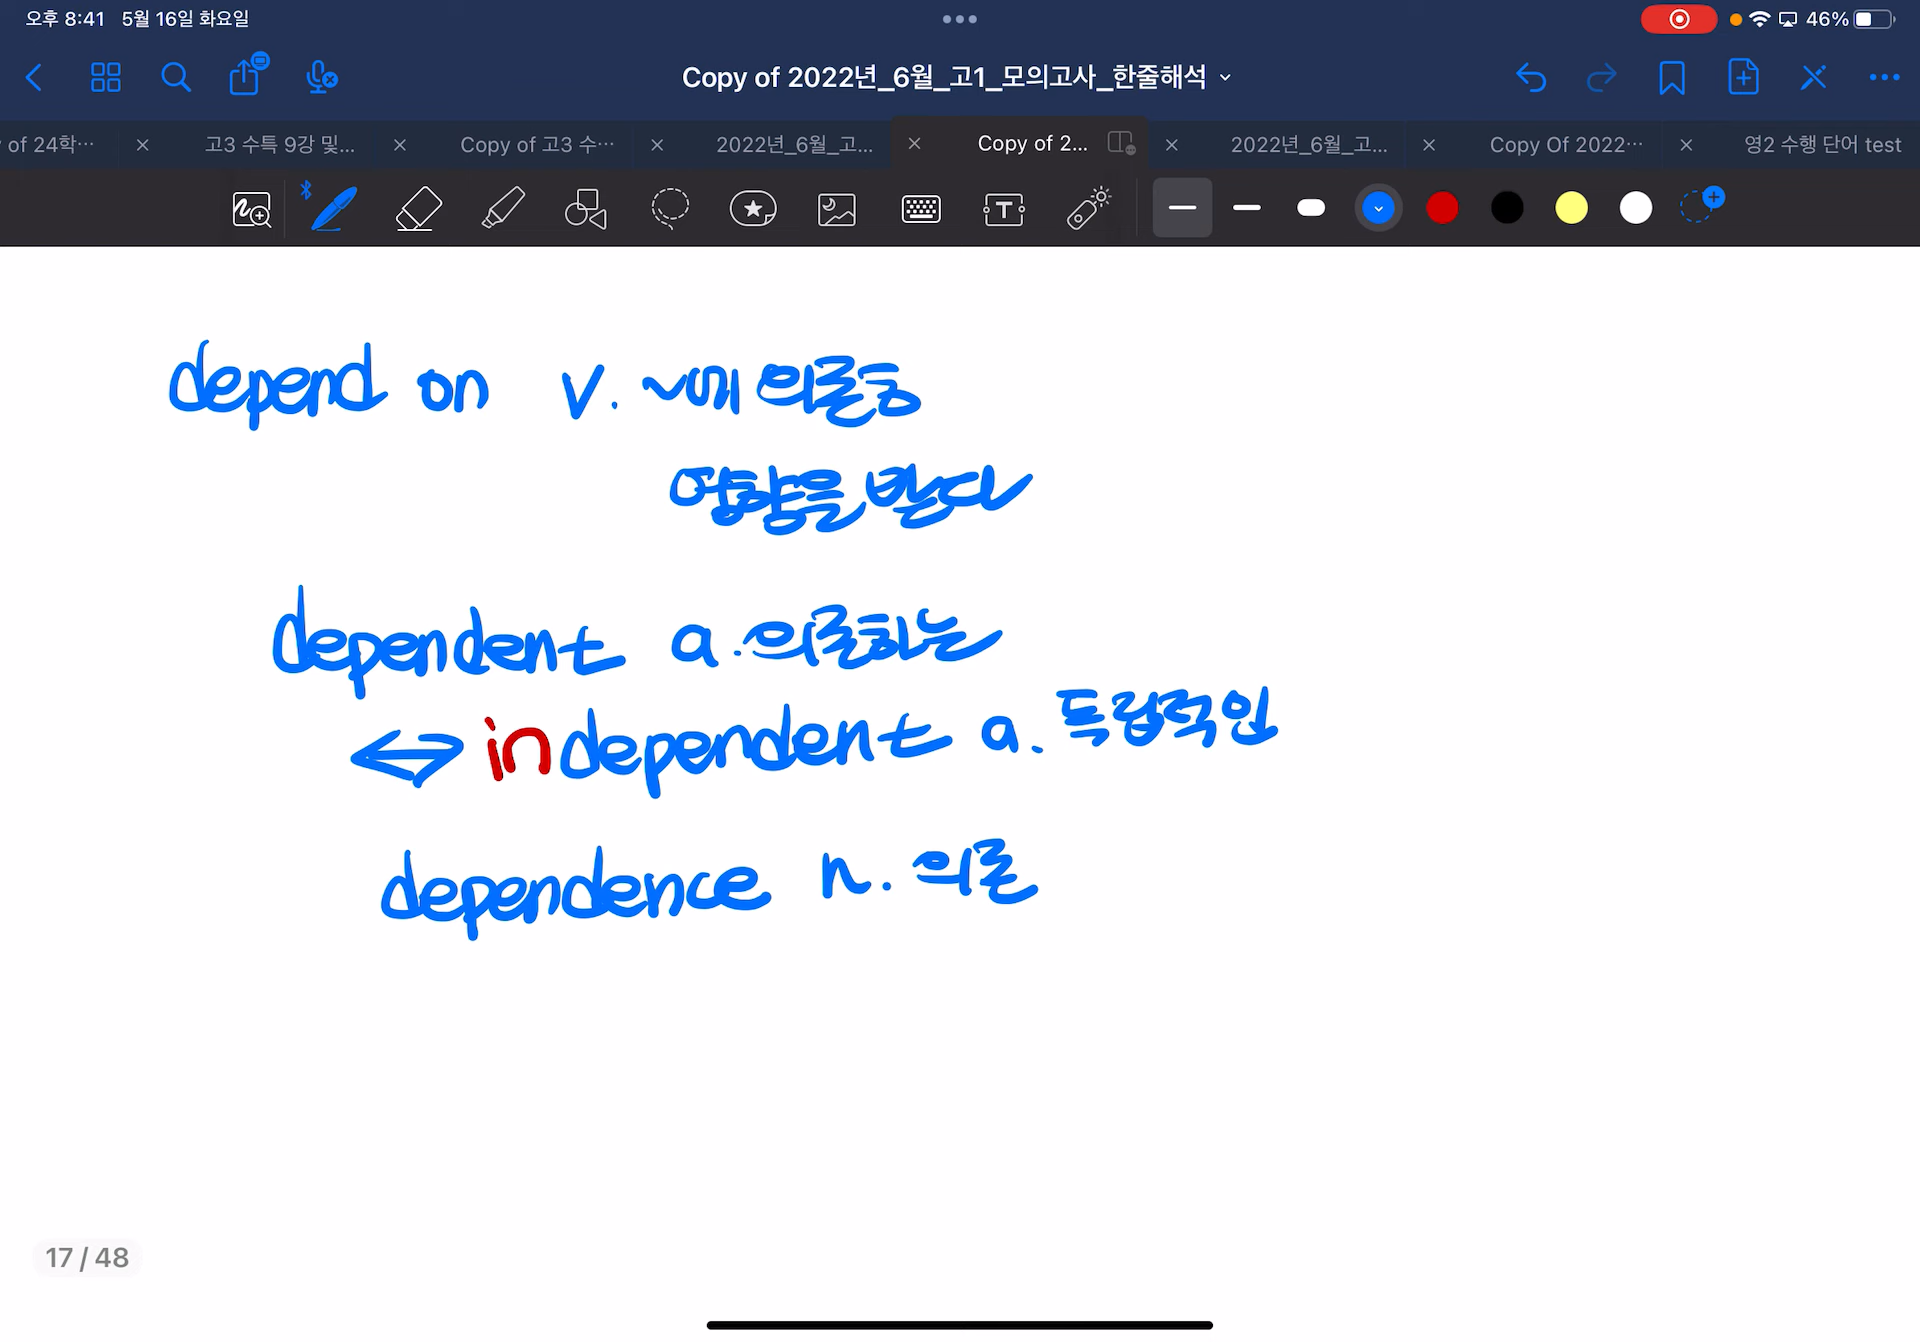 오후 8:41 5월 16일 화요일
46%
Copy of 2022년_6월_고1_모의고사_한줄해석
of 24학…
고3 수특 9강 및...
Copy of 고3 수…
2022년_6월_고...
Copy of 2...
2022년_6월_고...
Copy Of 2022…
영2 수행 단어 test
depend on v. ~에 의존
영향을 받다
dependent a. 의존하는
↔ independent a. 독립적인
dependence n. 의존
17 / 48